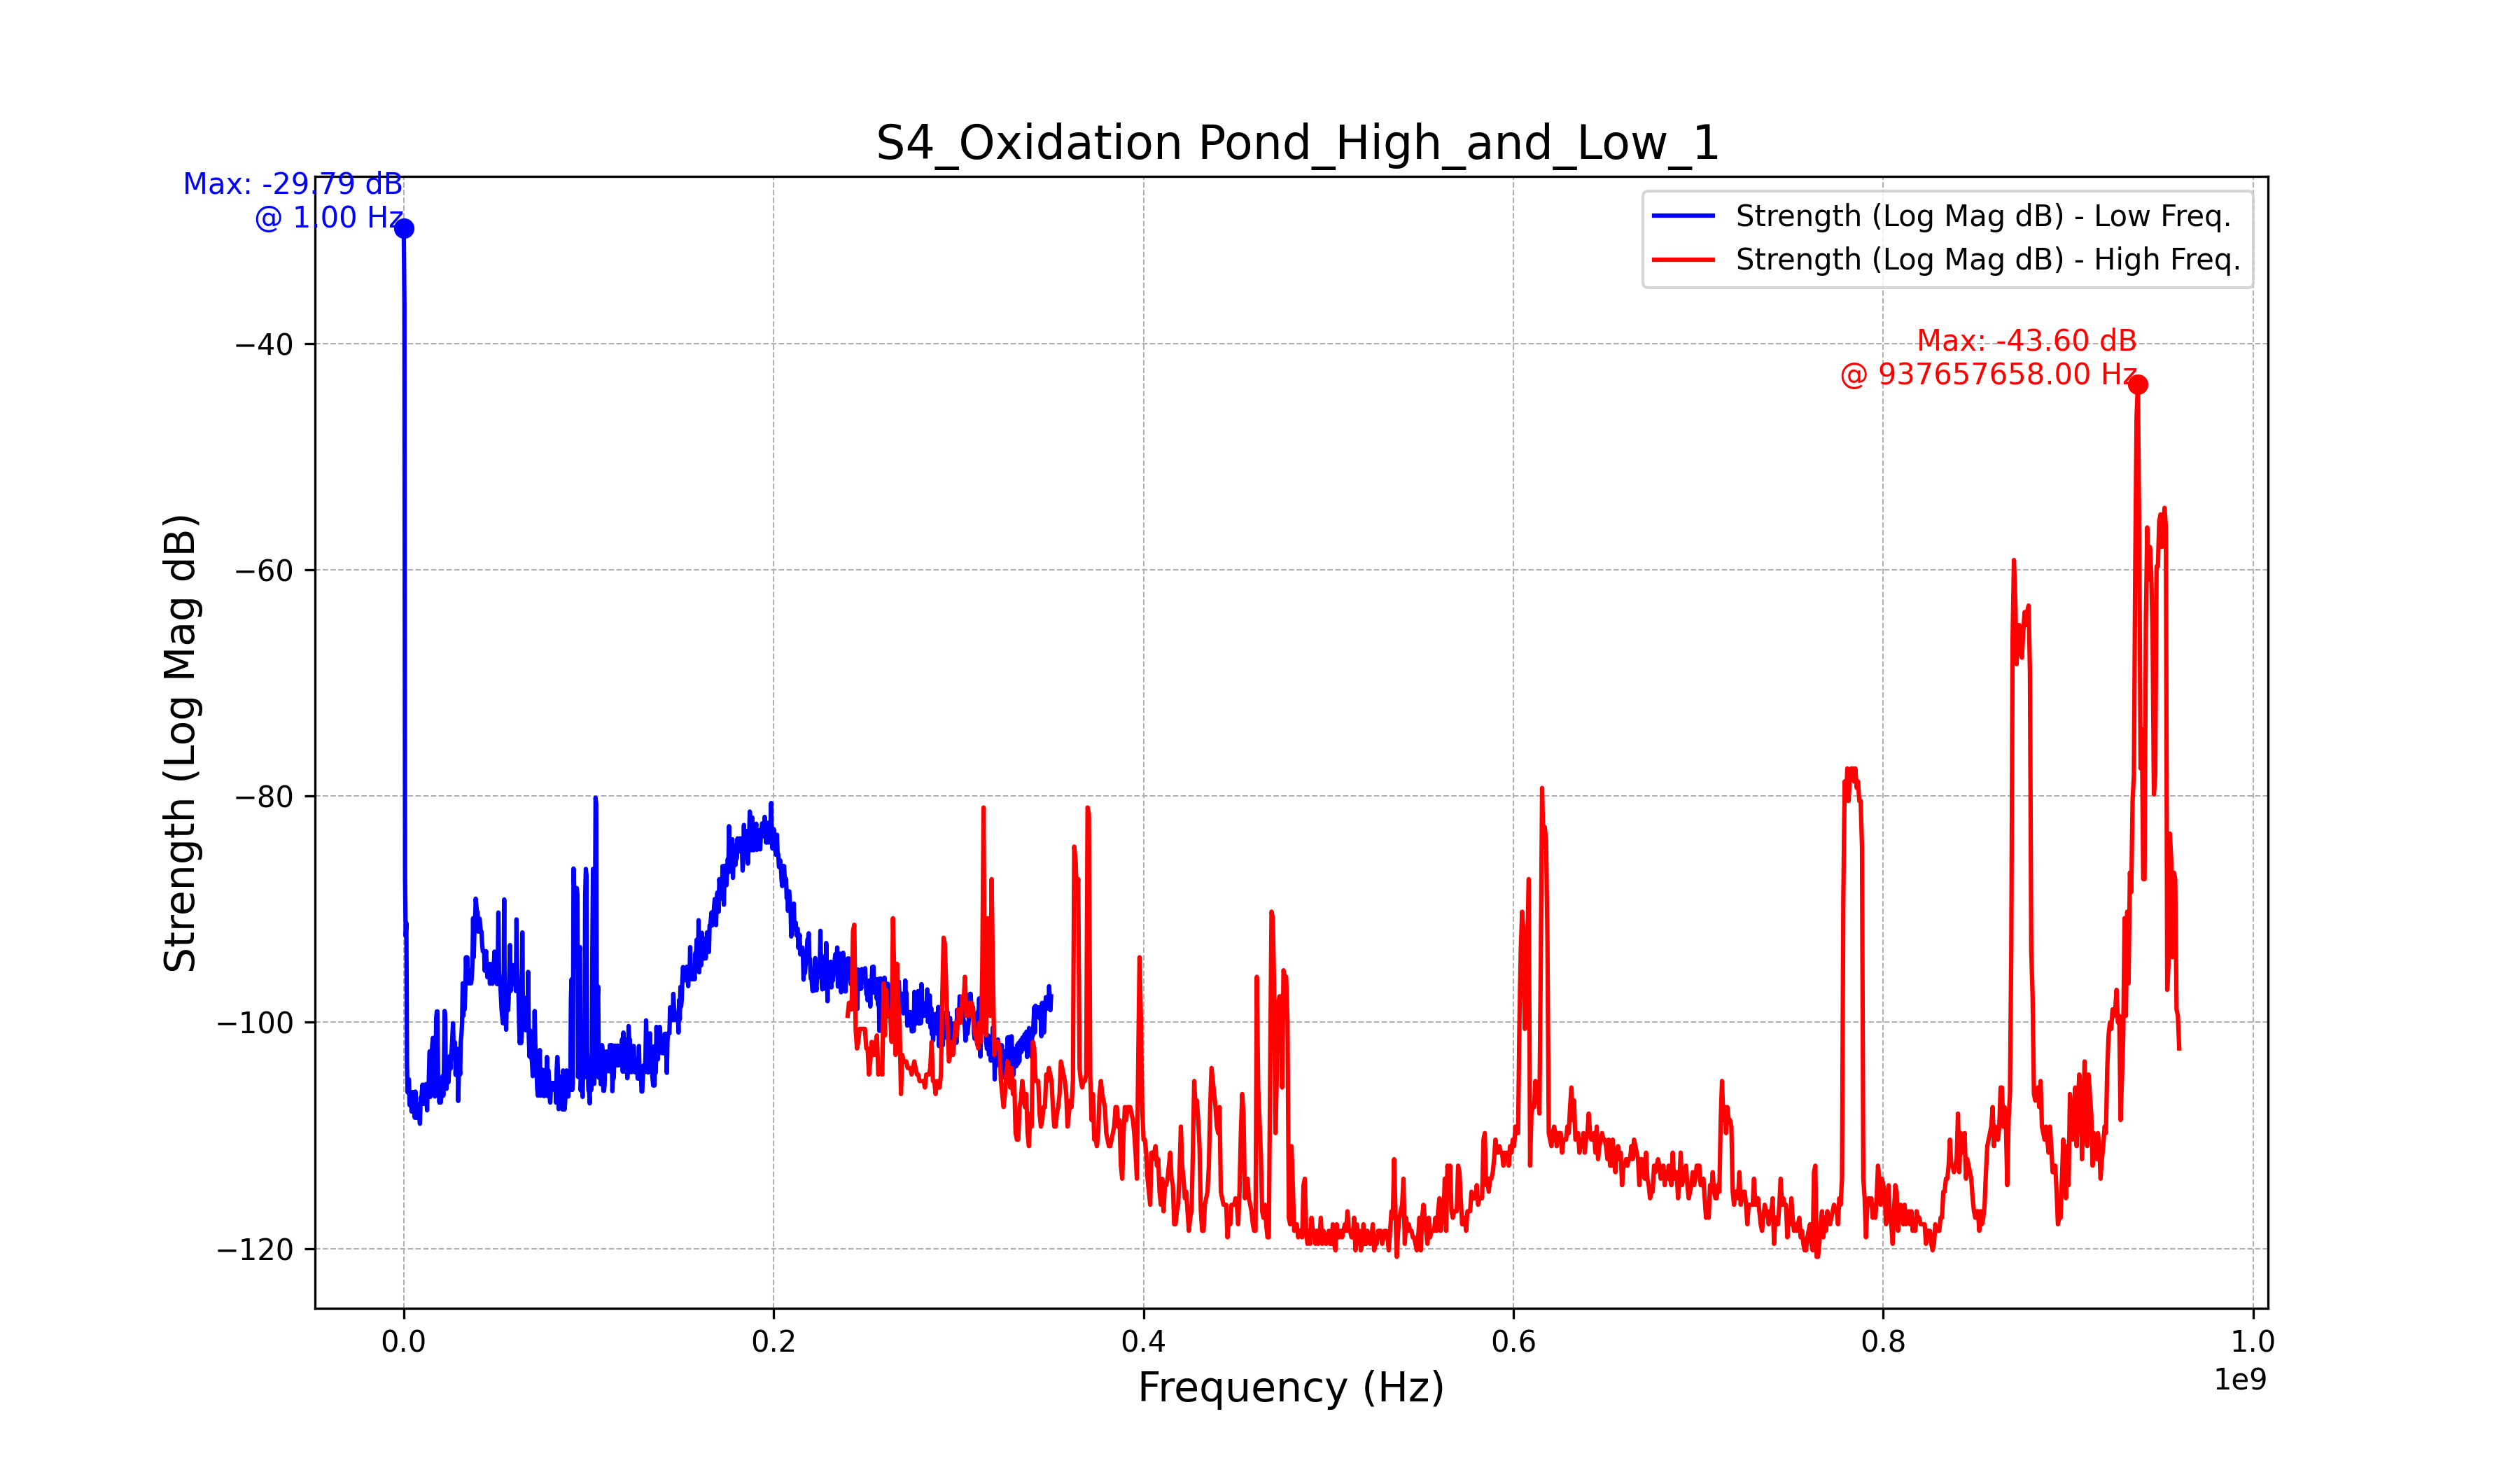 S4_Oxidation Pond_High_and_Low_1
Max: -29.79 dB
@ 1.00 Hz
Strength (Log Mag dB) - Low Freq.
Strength (Log Mag dB) - High Freq.
Max: -43.60 dB
@ 937657658.00 Hz
Strength (Log Mag dB)
−40
−60
−80
−100
−120
0.0 0.2 0.4 0.6 0.8 1.0
1e9
Frequency (Hz)